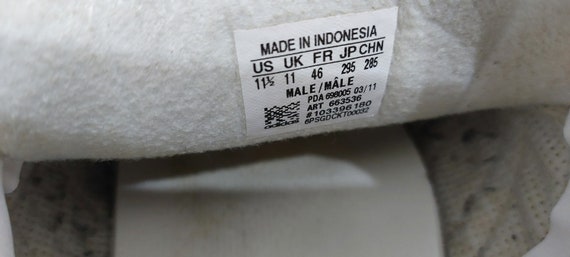 MADE IN INDONESIA
US UK FR JP CHN
11½ 11 46 295 285
MALE / MÂLE
PDA 698005 03/11
ART 663536
#103396180
6PSGDCKT00032